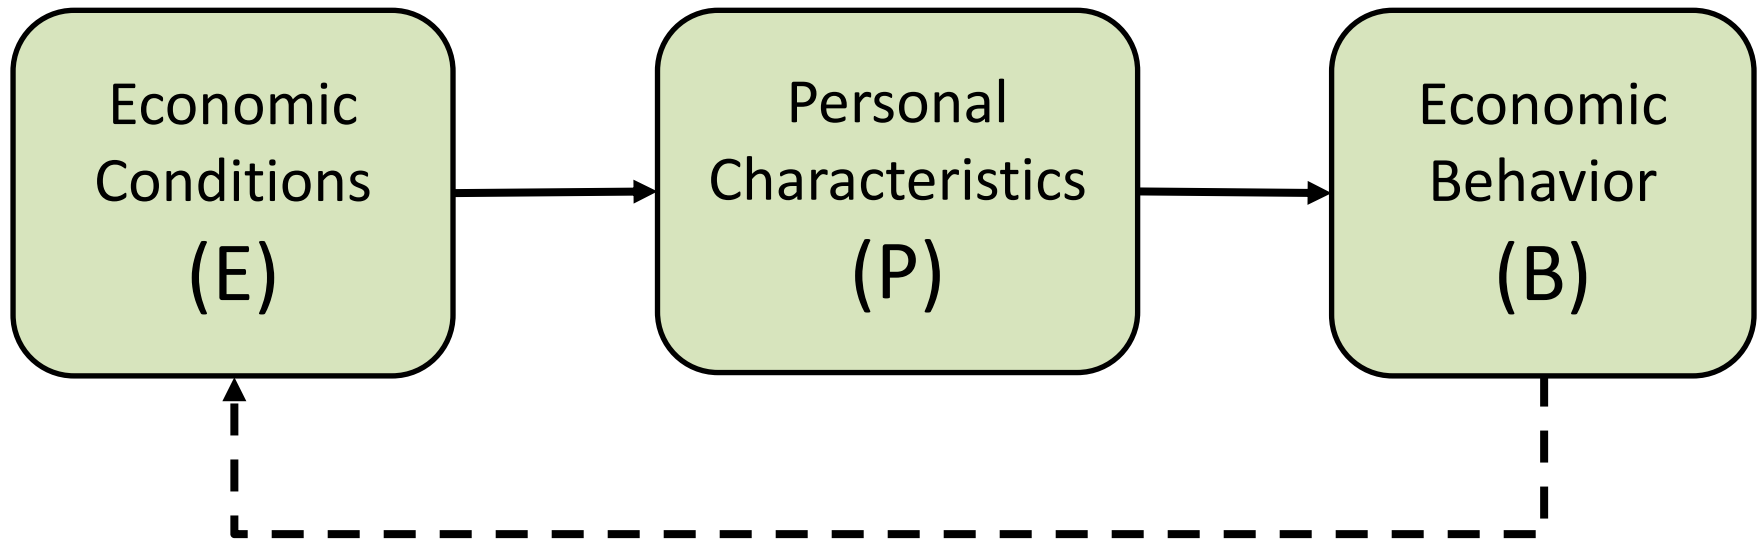 Economic
Conditions
(E)
Personal
Characteristics
(P)
Economic
Behavior
(B)